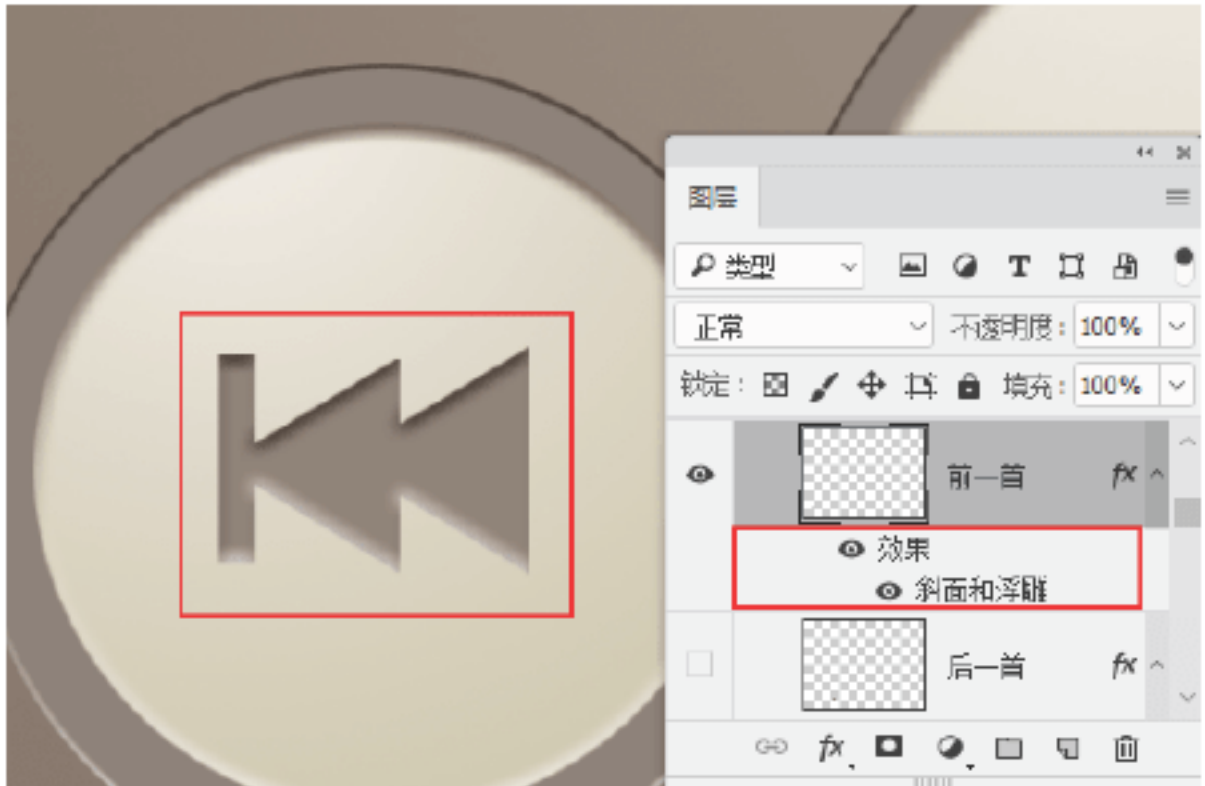 图层
类型
正常 不透明度: 100%
锁定: 填充: 100%
前一首 fx
效果
斜面和浮雕
后一首 fx
fx